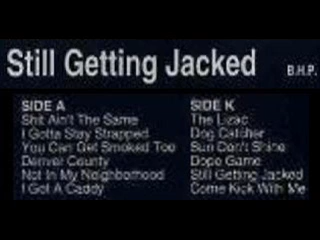 Still Getting Jacked
B.H.P.
SIDE A
Shit Ain't The Same
I Gotta Stay Strapped
You Can Get Smoked Too
Denver County
Not In My Neighborhood
I Got A Caddy
SIDE K
The Lizac
Dog Catcher
Sun Don't Shine
Dope Game
Still Getting Jacked
Come Kick With Me